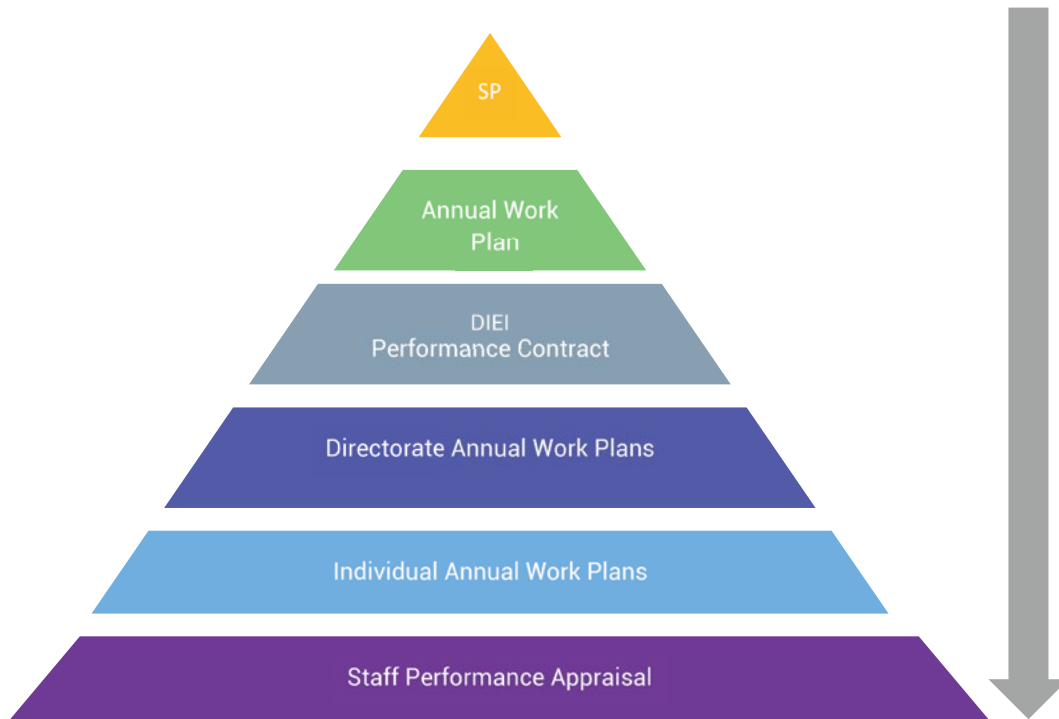 SP
Annual Work
Plan
DIEI
Performance Contract
Directorate Annual Work Plans
Individual Annual Work Plans
Staff Performance Appraisal